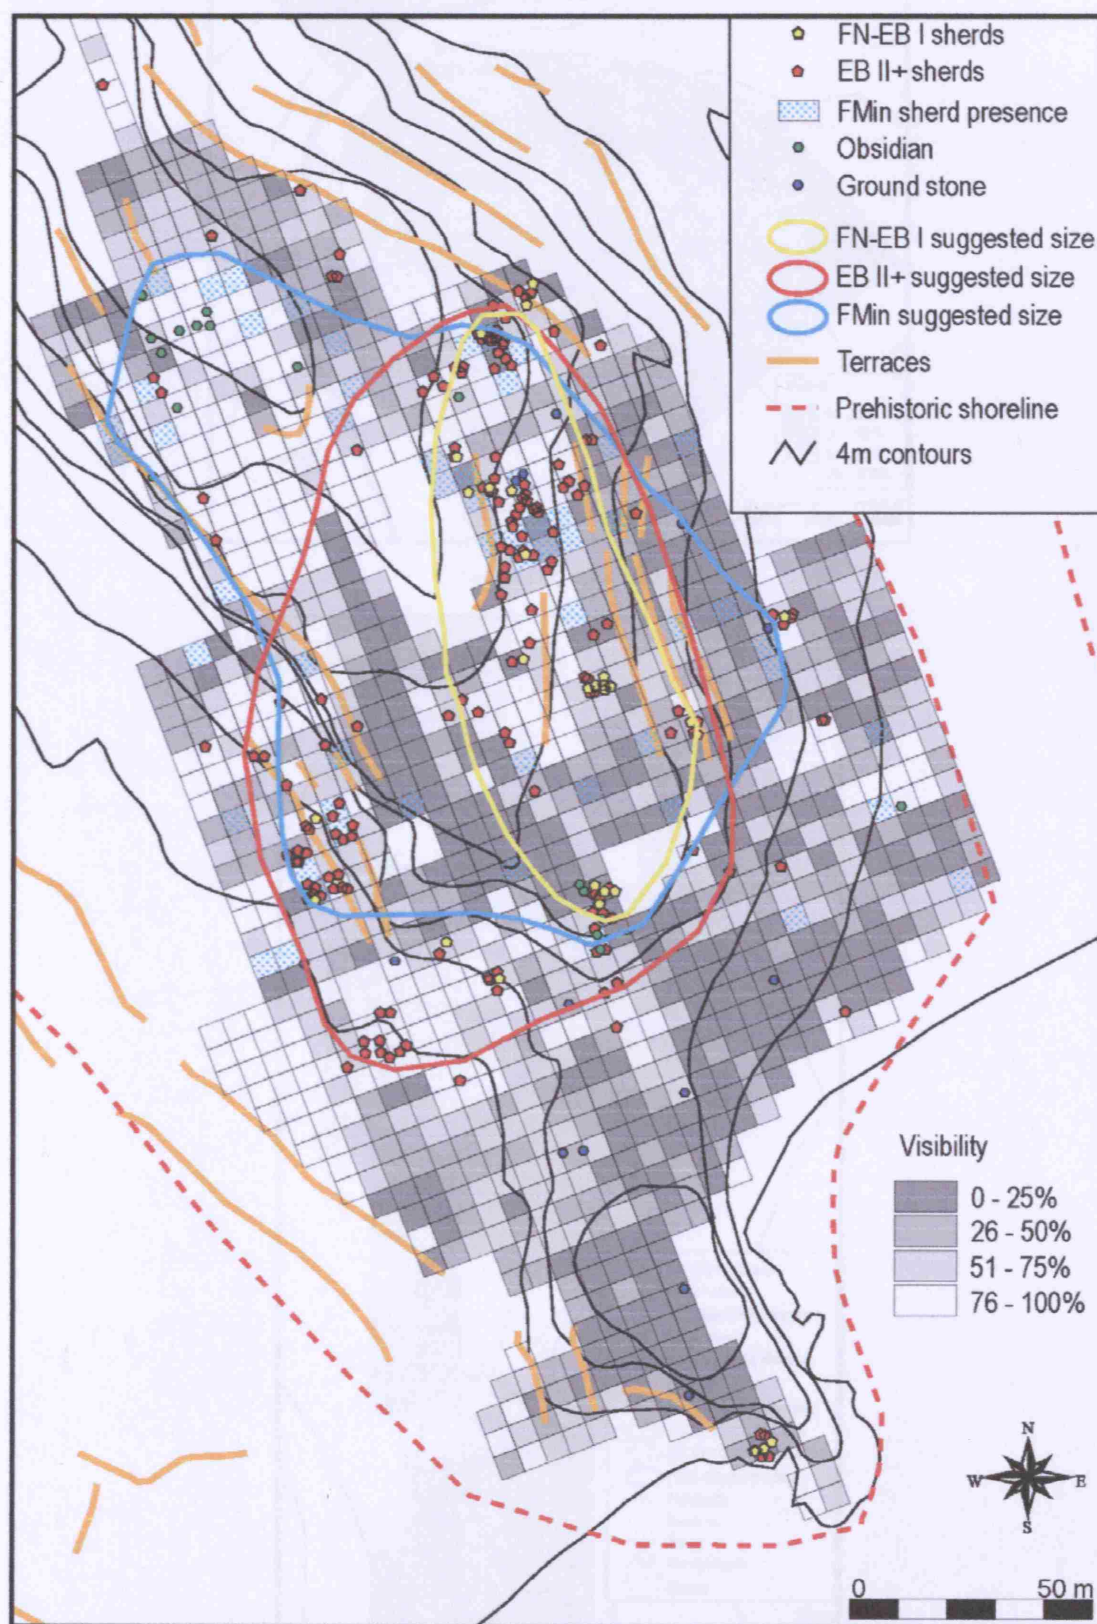 FN-EB I sherds
EB II+ sherds
FMin sherd presence
Obsidian
Ground stone
FN-EB I suggested size
EB II+ suggested size
FMin suggested size
Terraces
Prehistoric shoreline
4m contours
Visibility
0 - 25%
26 - 50%
51 - 75%
76 - 100%
N
W E
S
0 50 m